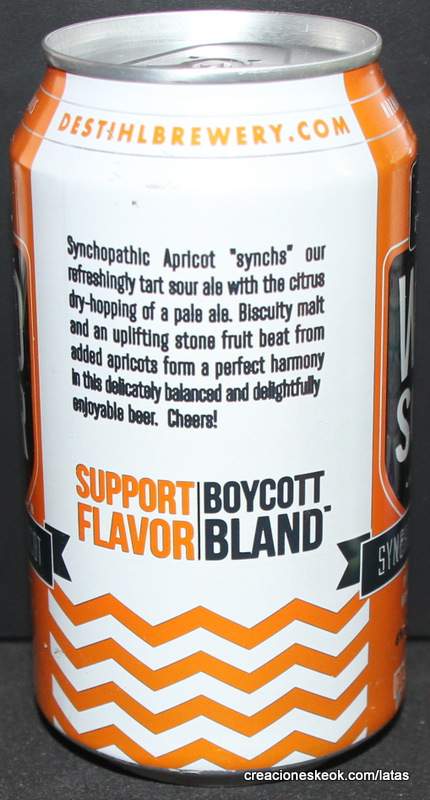 DESTIHLBREWERY.COM
Synchopathic Apricot "synchs" our
refreshingly tart sour ale with the citrus
dry-hopping of a pale ale. Biscuity malt
and an uplifting stone fruit beat from
added apricots form a perfect harmony
in this delicately balanced and delightfully
enjoyable beer. Cheers!
SUPPORT BOYCOTT
FLAVOR BLAND
creacioneskeok.com/latas